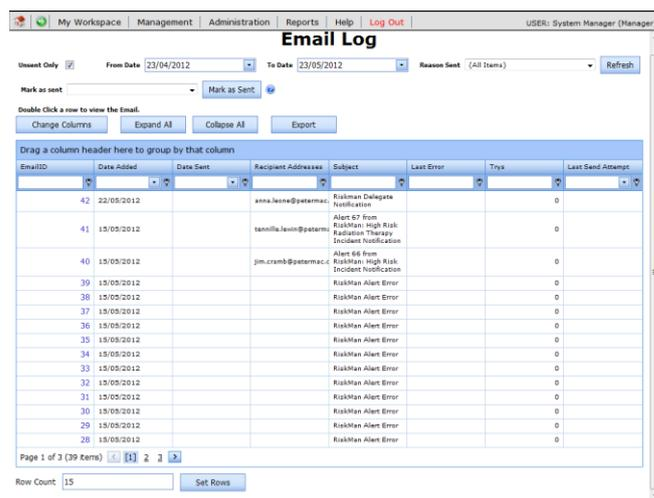 My Workspace | Management | Administration | Reports | Help | Log Out | USER: System Manager (Manager
Email Log
Unsent Only From Date 23/04/2012 To Date 23/05/2012 Reason Sent (All Items) Refresh
Mark as sent Mark as Sent
Double Click a row to view the Email.
Change Columns Expand All Collapse All Export
Drag a column header here to group by that column
EmailID Date Added Date Sent Recipient Addresses Subject Last Error Trys Last Send Attempt
42 22/05/2012 anna.leone@petermac. Riskman Delegate
Notification 0
41 15/05/2012 tennille.lewin@peterma Alert 67 from
RiskMan: High Risk
Radiation Therapy
Incident Notification 0
40 15/05/2012 jim.cramb@petermac.c Alert 66 from
RiskMan: High Risk
Incident Notification 0
39 15/05/2012 RiskMan Alert Error 0
38 15/05/2012 RiskMan Alert Error 0
37 15/05/2012 RiskMan Alert Error 0
36 15/05/2012 RiskMan Alert Error 0
35 15/05/2012 RiskMan Alert Error 0
34 15/05/2012 RiskMan Alert Error 0
33 15/05/2012 RiskMan Alert Error 0
32 15/05/2012 RiskMan Alert Error 0
31 15/05/2012 RiskMan Alert Error 0
30 15/05/2012 RiskMan Alert Error 0
29 15/05/2012 RiskMan Alert Error 0
28 15/05/2012 RiskMan Alert Error 0
Page 1 of 3 (39 items) < [1] 2 3 >
Row Count 15 Set Rows